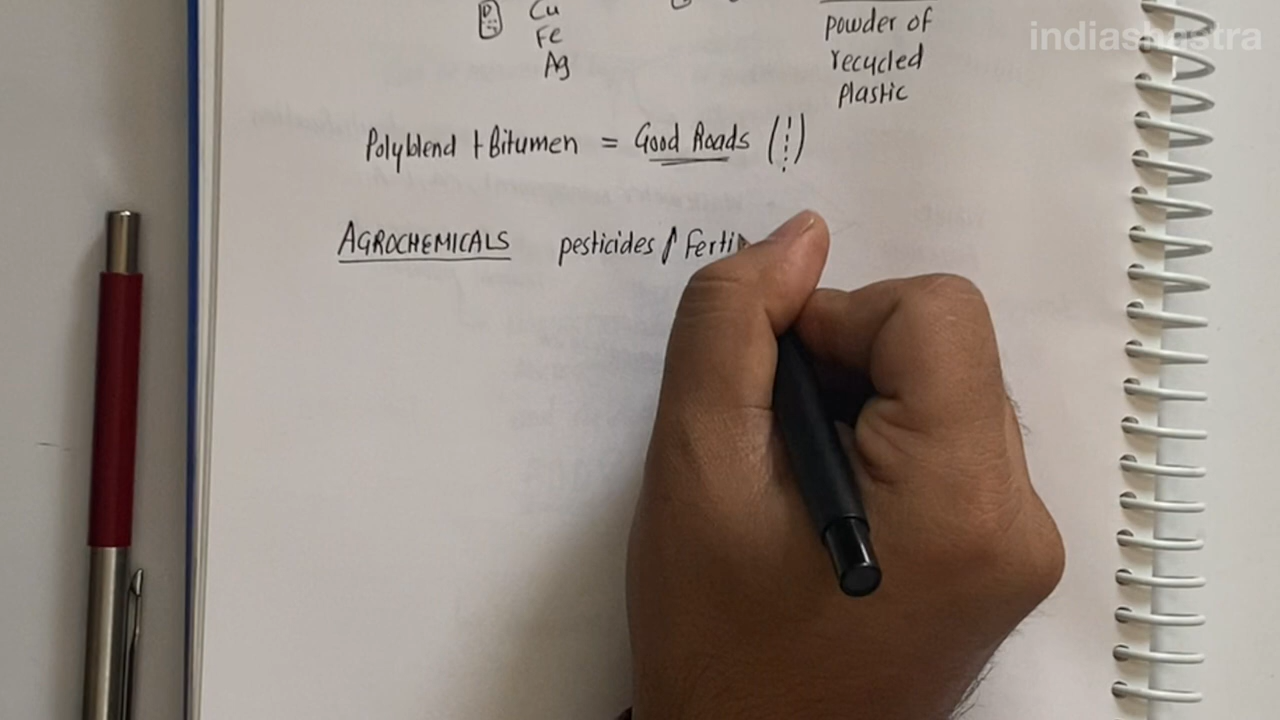 Cu
Fe
Ag
powder of
recycled
plastic
indiashastra
Polyblend + Bitumen = Good Roads
AGROCHEMICALS pesticides / Ferti